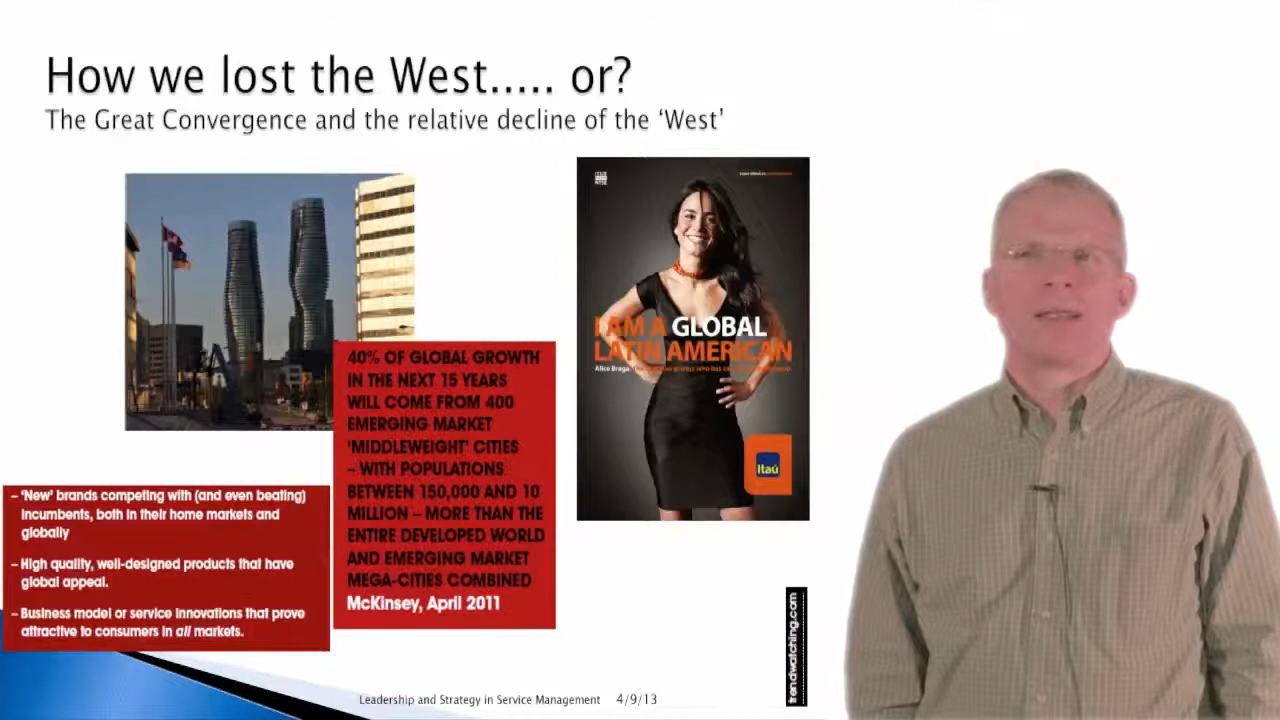 How we lost the West..... or?
The Great Convergence and the relative decline of the ‘West’
I AM A GLOBAL
LATIN AMERICAN
Alice Braga
Itaú
40% OF GLOBAL GROWTH
IN THE NEXT 15 YEARS
WILL COME FROM 400
EMERGING MARKET
‘MIDDLEWEIGHT’ CITIES
– WITH POPULATIONS
BETWEEN 150,000 AND 10
MILLION – MORE THAN THE
ENTIRE DEVELOPED WORLD
AND EMERGING MARKET
MEGA-CITIES COMBINED
McKinsey, April 2011
– ‘New’ brands competing with (and even beating)
incumbents, both in their home markets and
globally
– High quality, well-designed products that have
global appeal.
– Business model or service innovations that prove
attractive to consumers in all markets.
trendwatching.com
Leadership and Strategy in Service Management 4/9/13